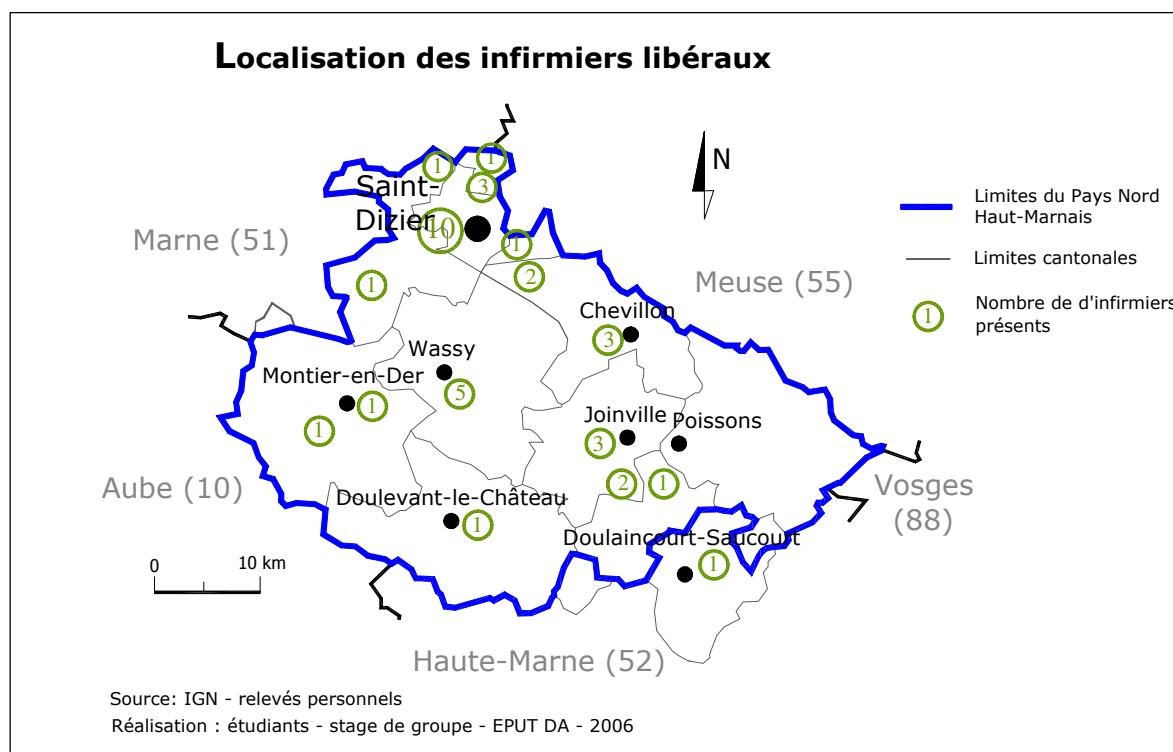 Localisation des infirmiers libéraux
1
1
3
N
Saint-
Dizier
10
Marne (51)
1
2
1
Meuse (55)
Limites du Pays Nord
Haut-Marnais
Limites cantonales
1
Nombre de d'infirmiers
présents
Chevillon
3
Wassy
5
Montier-en-Der
1
1
Joinville
3
Poissons
2
1
Aube (10)
Vosges
(88)
Doulevant-le-Château
1
Doulaincourt-Saucourt
1
0
10 km
Haute-Marne (52)
Source: IGN - relevés personnels
Réalisation : étudiants - stage de groupe - EPUT DA - 2006